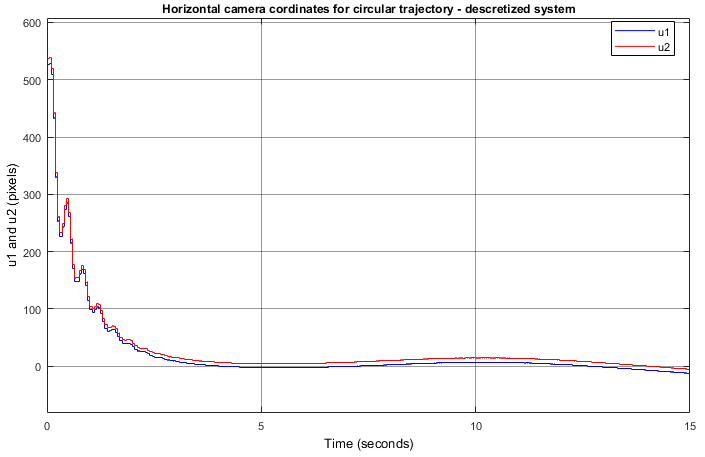 Horizontal camera cordinates for circular trajectory - descretized system
u1
u2
600
500
400
300
200
100
0
u1 and u2 (pixels)
0
5
10
15
Time (seconds)